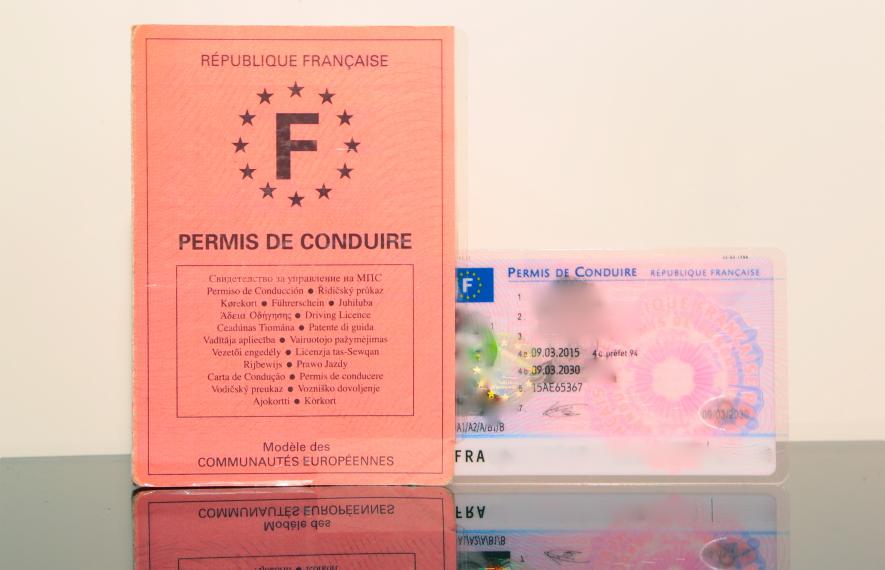 RÉPUBLIQUE FRANÇAISE
F
PERMIS DE CONDUIRE
Свидетелство за управление на МПС
Permiso de Conducción ● Řidičský průkaz
Kørekort ● Führerschein ● Juhiluba
Άδεια Οδήγησης ● Driving Licence
Ceadúnas Tiomána ● Patente di guida
Vadītāja apliecība ● Vairuotojo pažymėjimas
Vezetői engedély ● Licenzja tas-Sewqan
Rijbewijs ● Prawo Jazdy
Carta de Condução ● Permis de conducere
Vodičský preukaz ● Vozniško dovoljenje
Ajokortti ● Körkort
Modèle des
COMMUNAUTÉS EUROPÉENNES
F
PERMIS DE CONDUIRE RÉPUBLIQUE FRANÇAISE
1
2.
3.
4a 09.03.2015 4c préfet 94
4b 09.03.2030
5. 15AE65367
7.
09/03/2030
A1/A2/A/B1/B
FRA